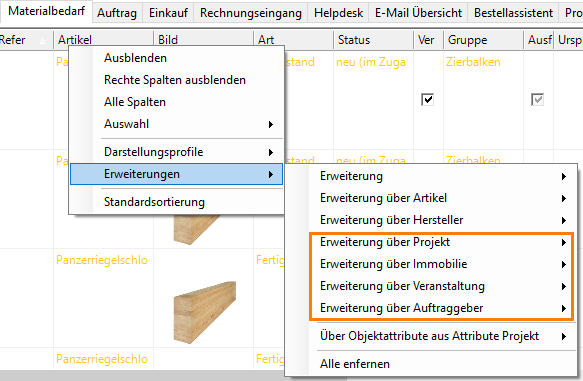 Materialbedarf Auftrag Einkauf Rechnungseingang Helpdesk E-Mail Übersicht Bestellassistent Pro
Refer Artikel Bild Art Status Ver Gruppe Ausf Ursp
Ausblenden
Rechte Spalten ausblenden
Alle Spalten
Auswahl
Darstellungsprofile
Erweiterungen
Standardsortierung
Erweiterung
Erweiterung über Artikel
Erweiterung über Hersteller
Erweiterung über Projekt
Erweiterung über Immobilie
Erweiterung über Veranstaltung
Erweiterung über Auftraggeber
Über Objektattribute aus Attribute Projekt
Alle enfernen
Pa stand neu (im Zuga Zierbalken
Pa stand neu (im Zuga Zierbalken
Panzerriegelschlo Fertig
Panzerriegelschlo Fertig